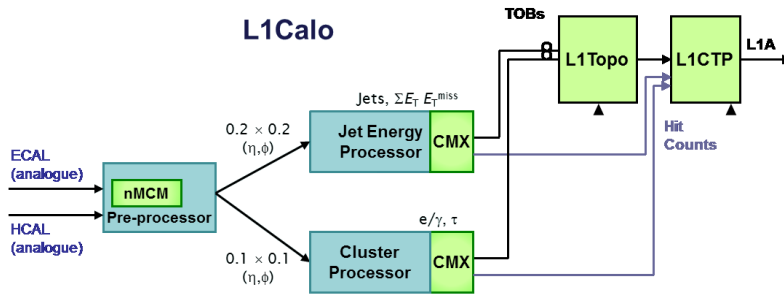 L1Calo
TOBs
L1Topo
L1CTP
L1A
Jets, ΣE_T E_T^miss
0.2 × 0.2
(η,ϕ)
Jet Energy
Processor
CMX
Hit
Counts
ECAL
(analogue)
nMCM
Pre-processor
HCAL
(analogue)
e/γ, τ
0.1 × 0.1
(η,ϕ)
Cluster
Processor
CMX